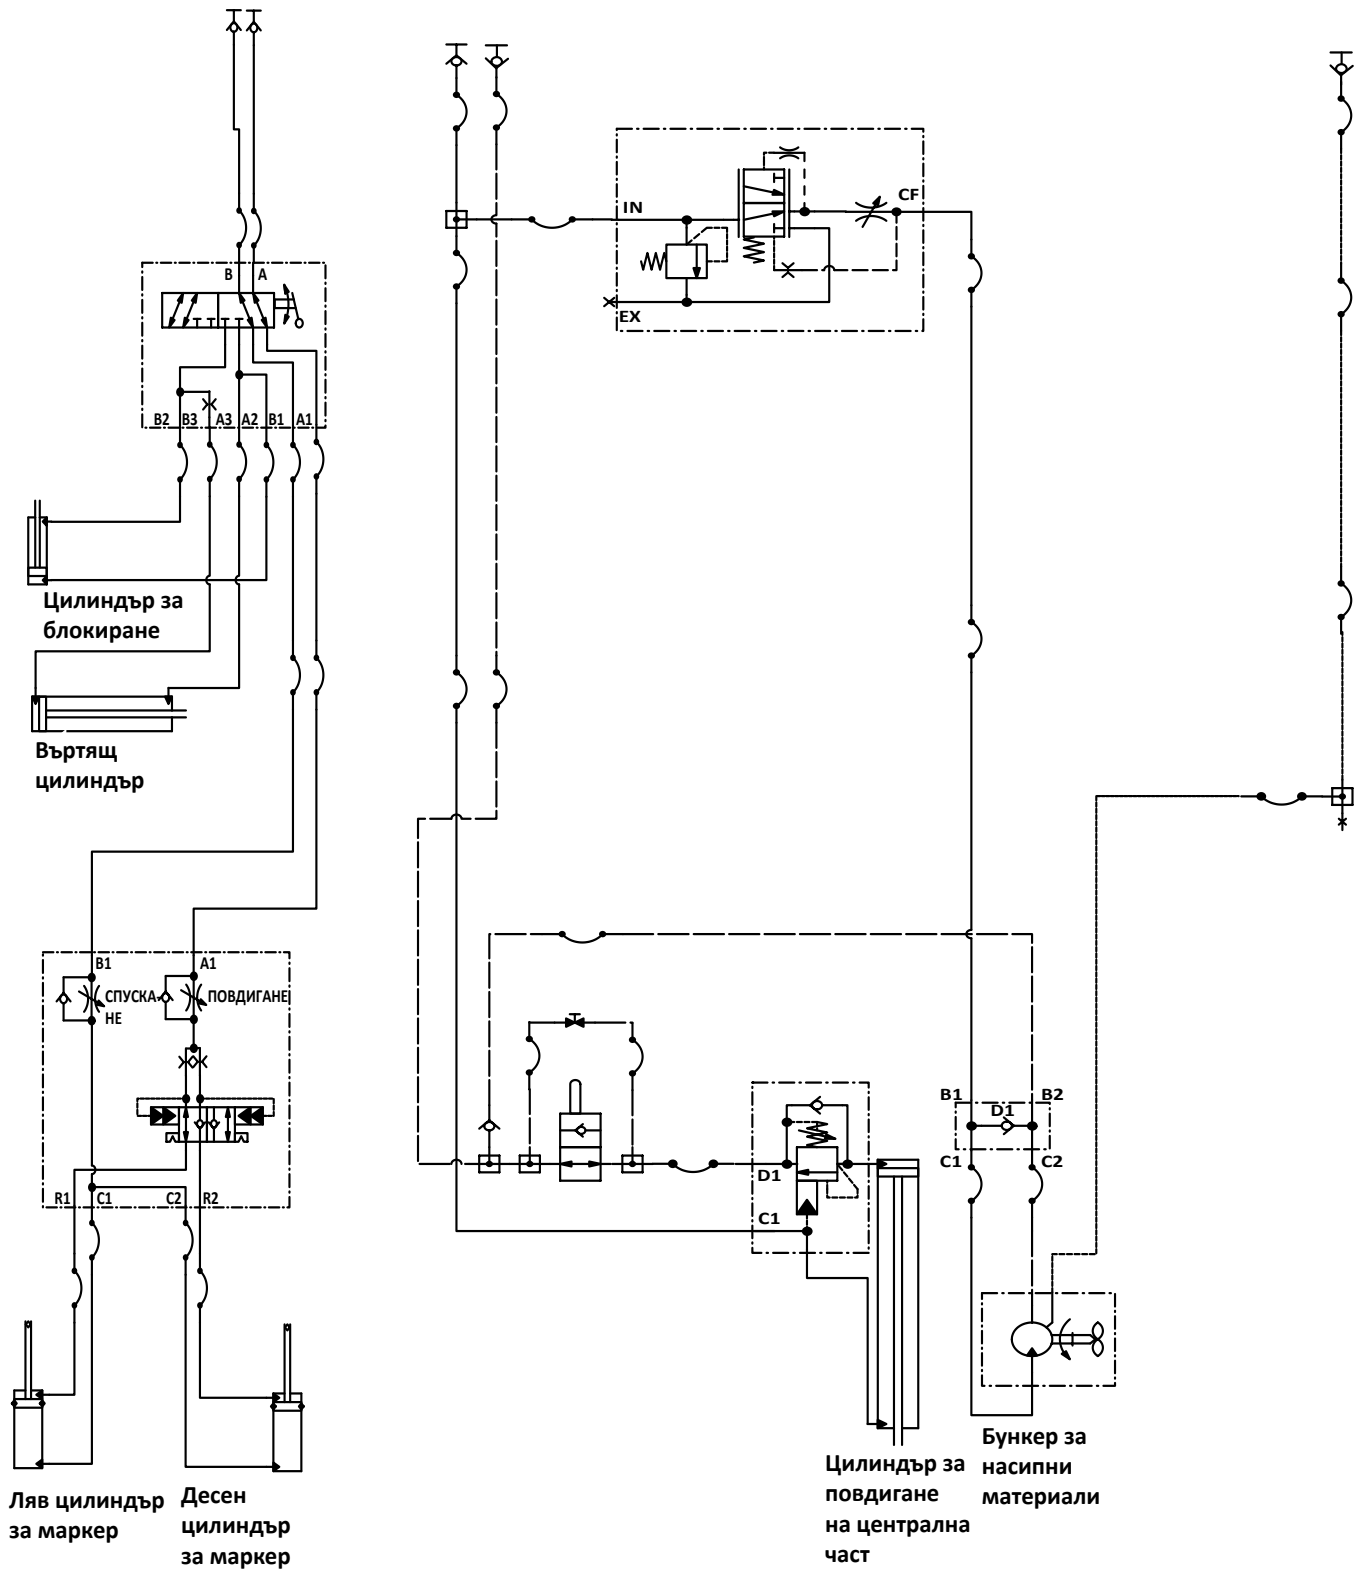 IN
CF
EX
B A
B2 B3 A3 A2 B1 A1
Цилиндър за
блокиране
Въртящ
цилиндър
B1
A1
СПУСКА-
НЕ
ПОВДИГАНЕ
R1 C1 C2 R2
Ляв цилиндър
за маркер
Десен
цилиндър
за маркер
D1
C1
Цилиндър за
повдигане
на централна
част
B1
D1
B2
C1
C2
Бункер за
насипни
материали